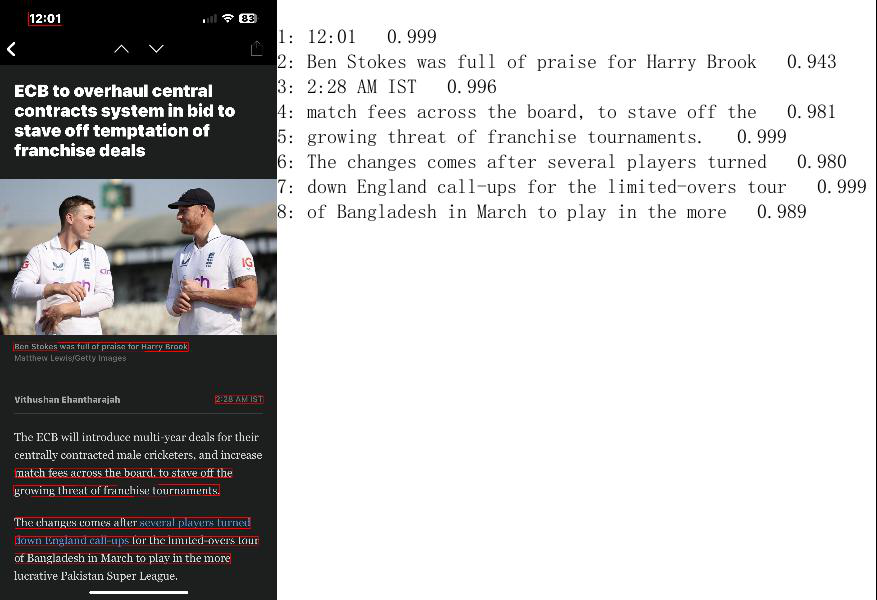 12:01
83
ECB to overhaul central
contracts system in bid to
stave off temptation of
franchise deals
IG
Ben Stokes was full of praise for Harry Brook
Matthew Lewis/Getty Images
Vithushan Ehantharajah
2:28 AM IST
The ECB will introduce multi-year deals for their
centrally contracted male cricketers, and increase
match fees across the board, to stave off the
growing threat of franchise tournaments.
The changes comes after several players turned
down England call-ups for the limited-overs tour
of Bangladesh in March to play in the more
lucrative Pakistan Super League.
1: 12:01 0.999
2: Ben Stokes was full of praise for Harry Brook 0.943
3: 2:28 AM IST 0.996
4: match fees across the board, to stave off the 0.981
5: growing threat of franchise tournaments. 0.999
6: The changes comes after several players turned 0.980
7: down England call-ups for the limited-overs tour 0.999
8: of Bangladesh in March to play in the more 0.989